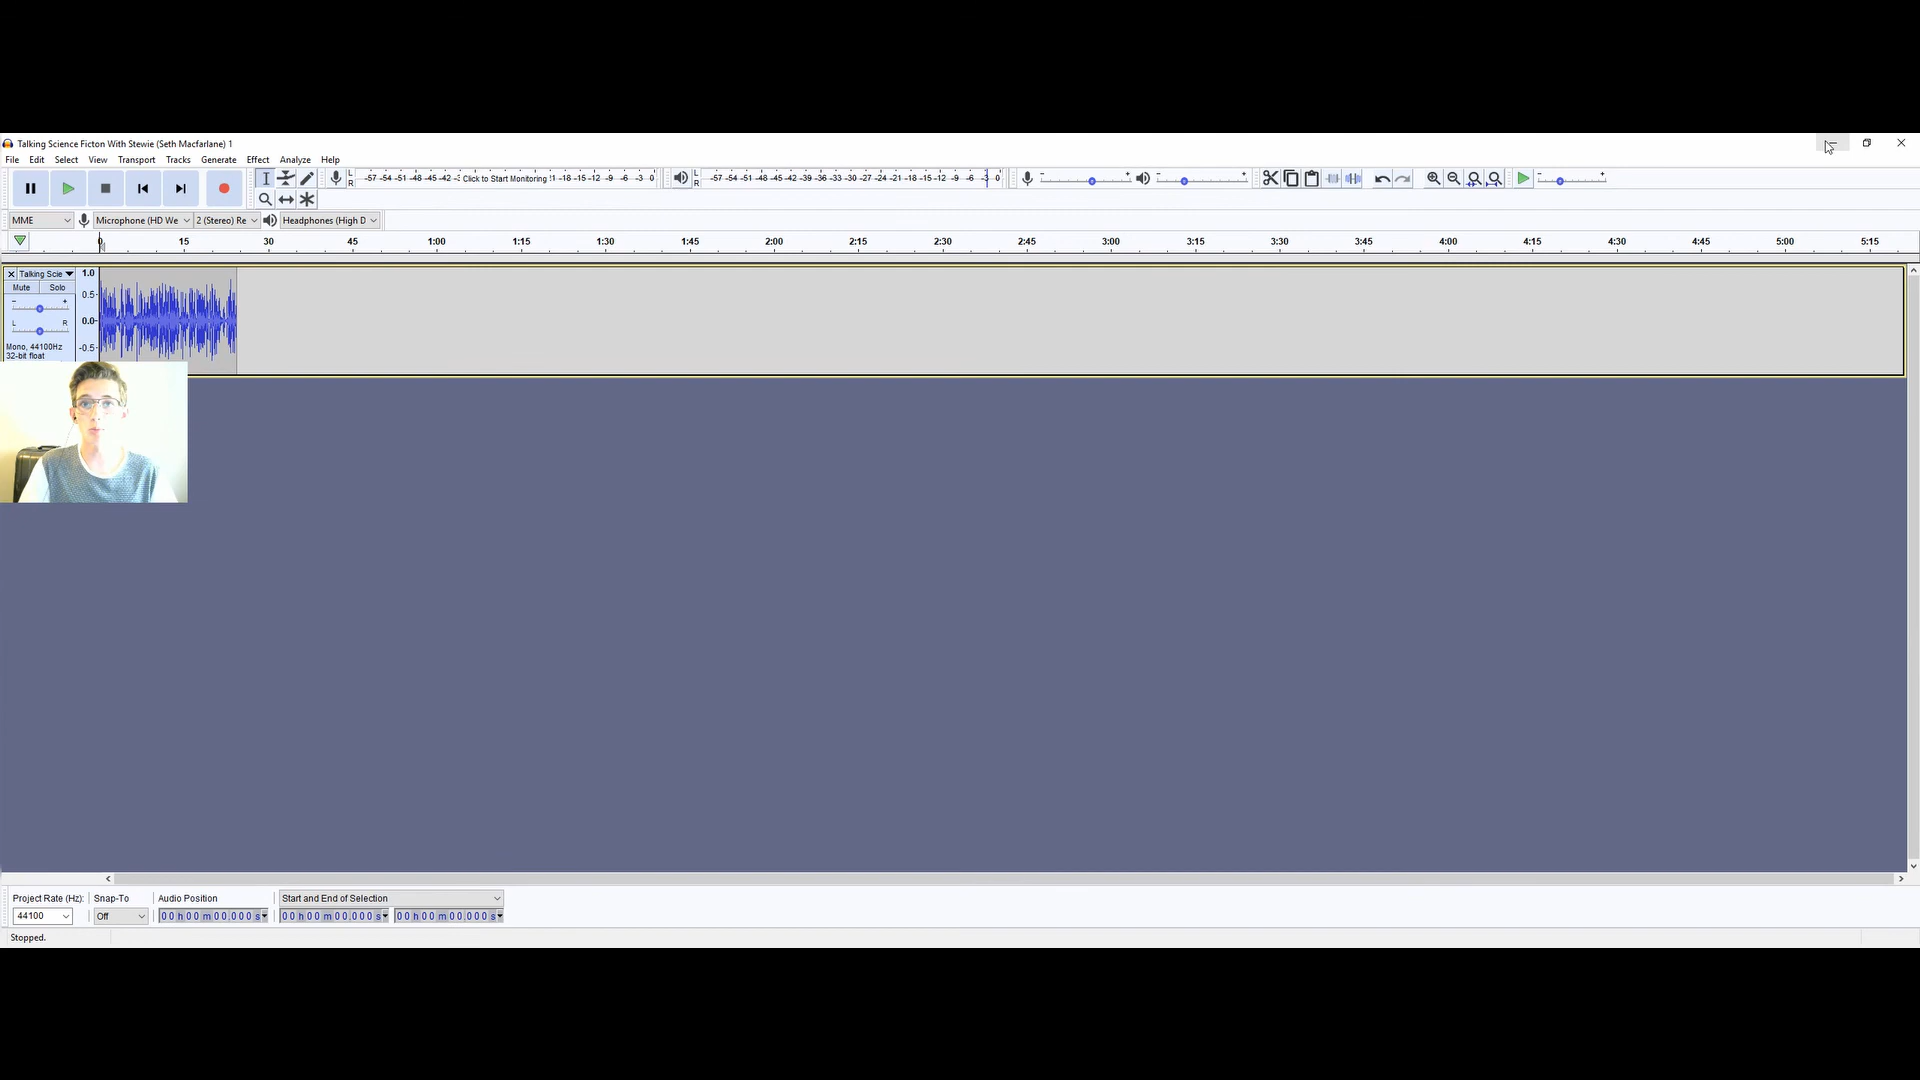 Talking Science Ficton With Stewie (Seth Macfarlane) 1
File Edit Select View Transport Tracks Generate Effect Analyze Help
L -57 -54 -51 -48 -45 -42 Click to Start Monitoring -18 -15 -12 -9 -6 -3 0
R
L -57 -54 -51 -48 -45 -42 -39 -36 -33 -30 -27 -24 -21 -18 -15 -12 -9 -6 -3 0
R
- +
- +
- +
MME Microphone (HD We 2 (Stereo) Re Headphones (High D
0 15 30 45 1:00 1:15 1:30 1:45 2:00 2:15 2:30 2:45 3:00 3:15 3:30 3:45 4:00 4:15 4:30 4:45 5:00 5:15
Talking Scie 1.0
Mute Solo
0.5
- +
L R 0.0
Mono, 44100Hz -0.5
32-bit float
Project Rate (Hz): Snap-To Audio Position Start and End of Selection
44100 Off 00 h 00 m 00.000 s 00 h 00 m 00.000 s 00 h 00 m 00.000 s
Stopped.